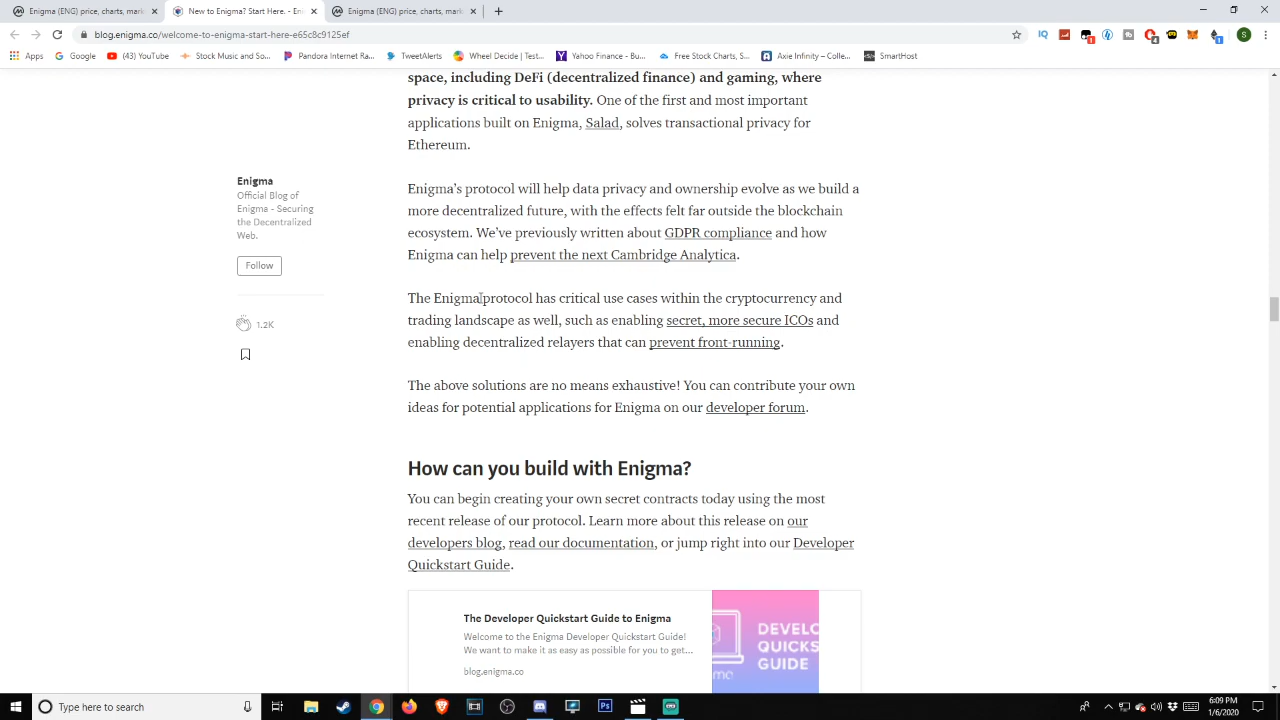 Enigma (ENG) price, charts, mark
New to Enigma? Start Here. - Eni
Enigma (ENG) price, charts, mark
blog.enigma.co/welcome-to-enigma-start-here-e65c8c9125ef
Apps
Google
(43) YouTube
Stock Music and So...
Pandora Internet Ra...
TweetAlerts
Wheel Decide | Test...
Yahoo Finance - Bu...
Free Stock Charts, S...
Axie Infinity – Colle...
SmartHost
space, including DeFi (decentralized finance) and gaming, where
privacy is critical to usability. One of the first and most important
applications built on Enigma, Salad, solves transactional privacy for
Ethereum.
Enigma
Official Blog of
Enigma - Securing
the Decentralized
Web.
Follow
1.2K
Enigma's protocol will help data privacy and ownership evolve as we build a
more decentralized future, with the effects felt far outside the blockchain
ecosystem. We've previously written about GDPR compliance and how
Enigma can help prevent the next Cambridge Analytica.
The Enigma protocol has critical use cases within the cryptocurrency and
trading landscape as well, such as enabling secret, more secure ICOs and
enabling decentralized relayers that can prevent front-running.
The above solutions are no means exhaustive! You can contribute your own
ideas for potential applications for Enigma on our developer forum.
How can you build with Enigma?
You can begin creating your own secret contracts today using the most
recent release of our protocol. Learn more about this release on our
developers blog, read our documentation, or jump right into our Developer
Quickstart Guide.
The Developer Quickstart Guide to Enigma
Welcome to the Enigma Developer Quickstart Guide!
We want to make it as easy as possible for you to get...
blog.enigma.co
DEVELO
QUICKS
GUIDE
Type here to search
6:09 PM
1/6/2020